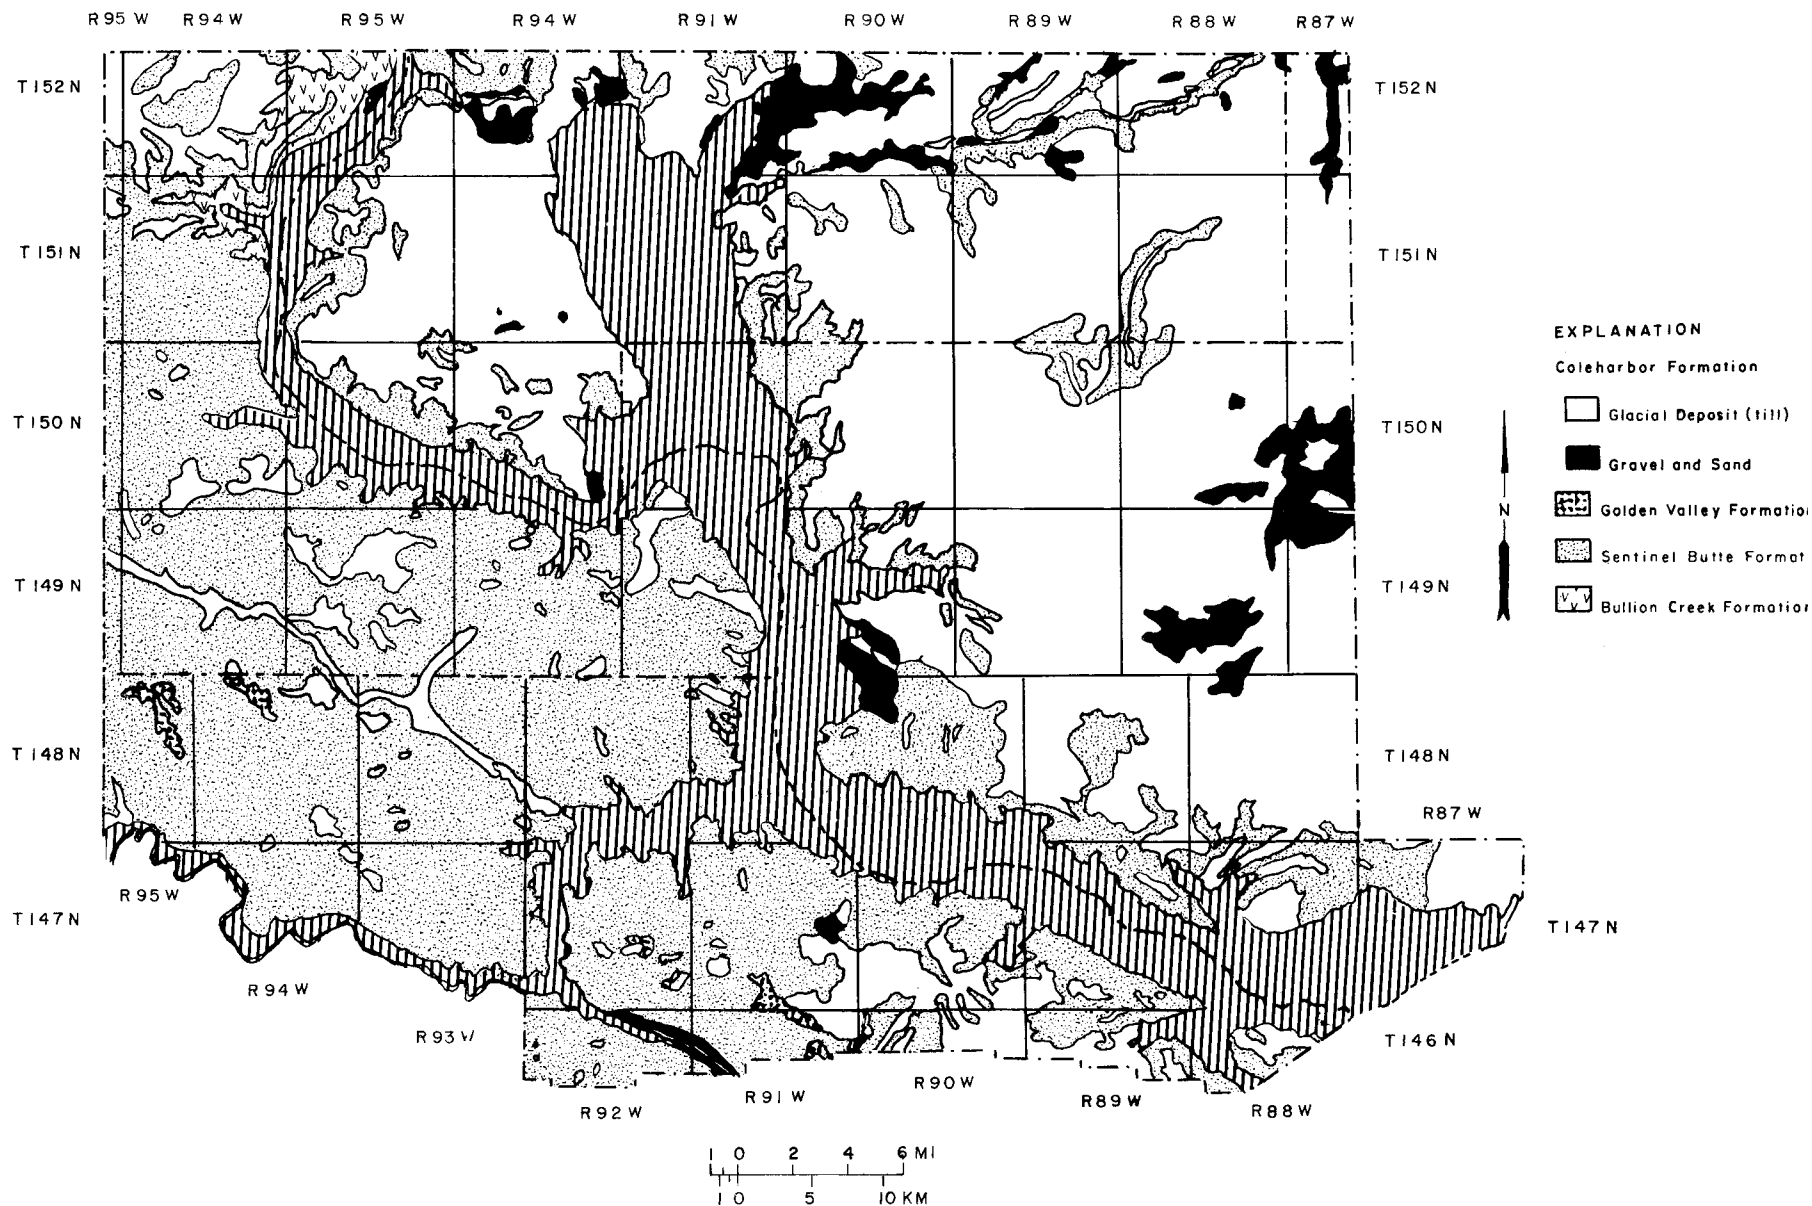 R95W R94W R95W R94W R91W R90W R89W R88W R87W
T152N T152N
T151N T151N
EXPLANATION
Coleharbor Formation
Glacial Deposit (till)
T150N T150N
Gravel and Sand
N
Golden Valley Formation
Sentinel Butte Format
T149N T149N
Bullion Creek Formation
T148N T148N
R87W
R95W
T147N T147N
R94W
R93W T146N
R90W
R91W R89W
R92W R88W
1 0 2 4 6 MI
1 0 5 10 KM